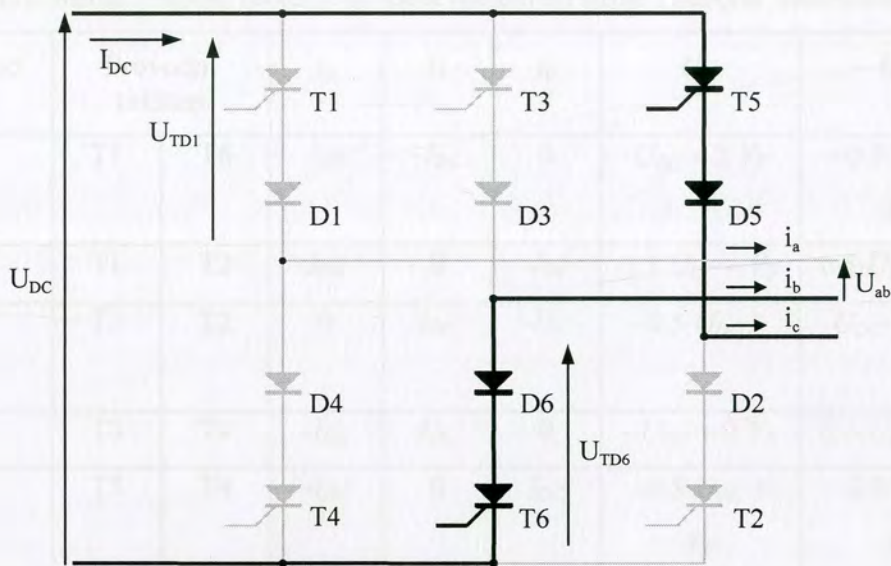 I_DC
U_TD1
T1
T3
T5
D1
D3
D5
i_a
U_DC
i_b
U_ab
i_c
D4
D6
D2
U_TD6
T4
T6
T2